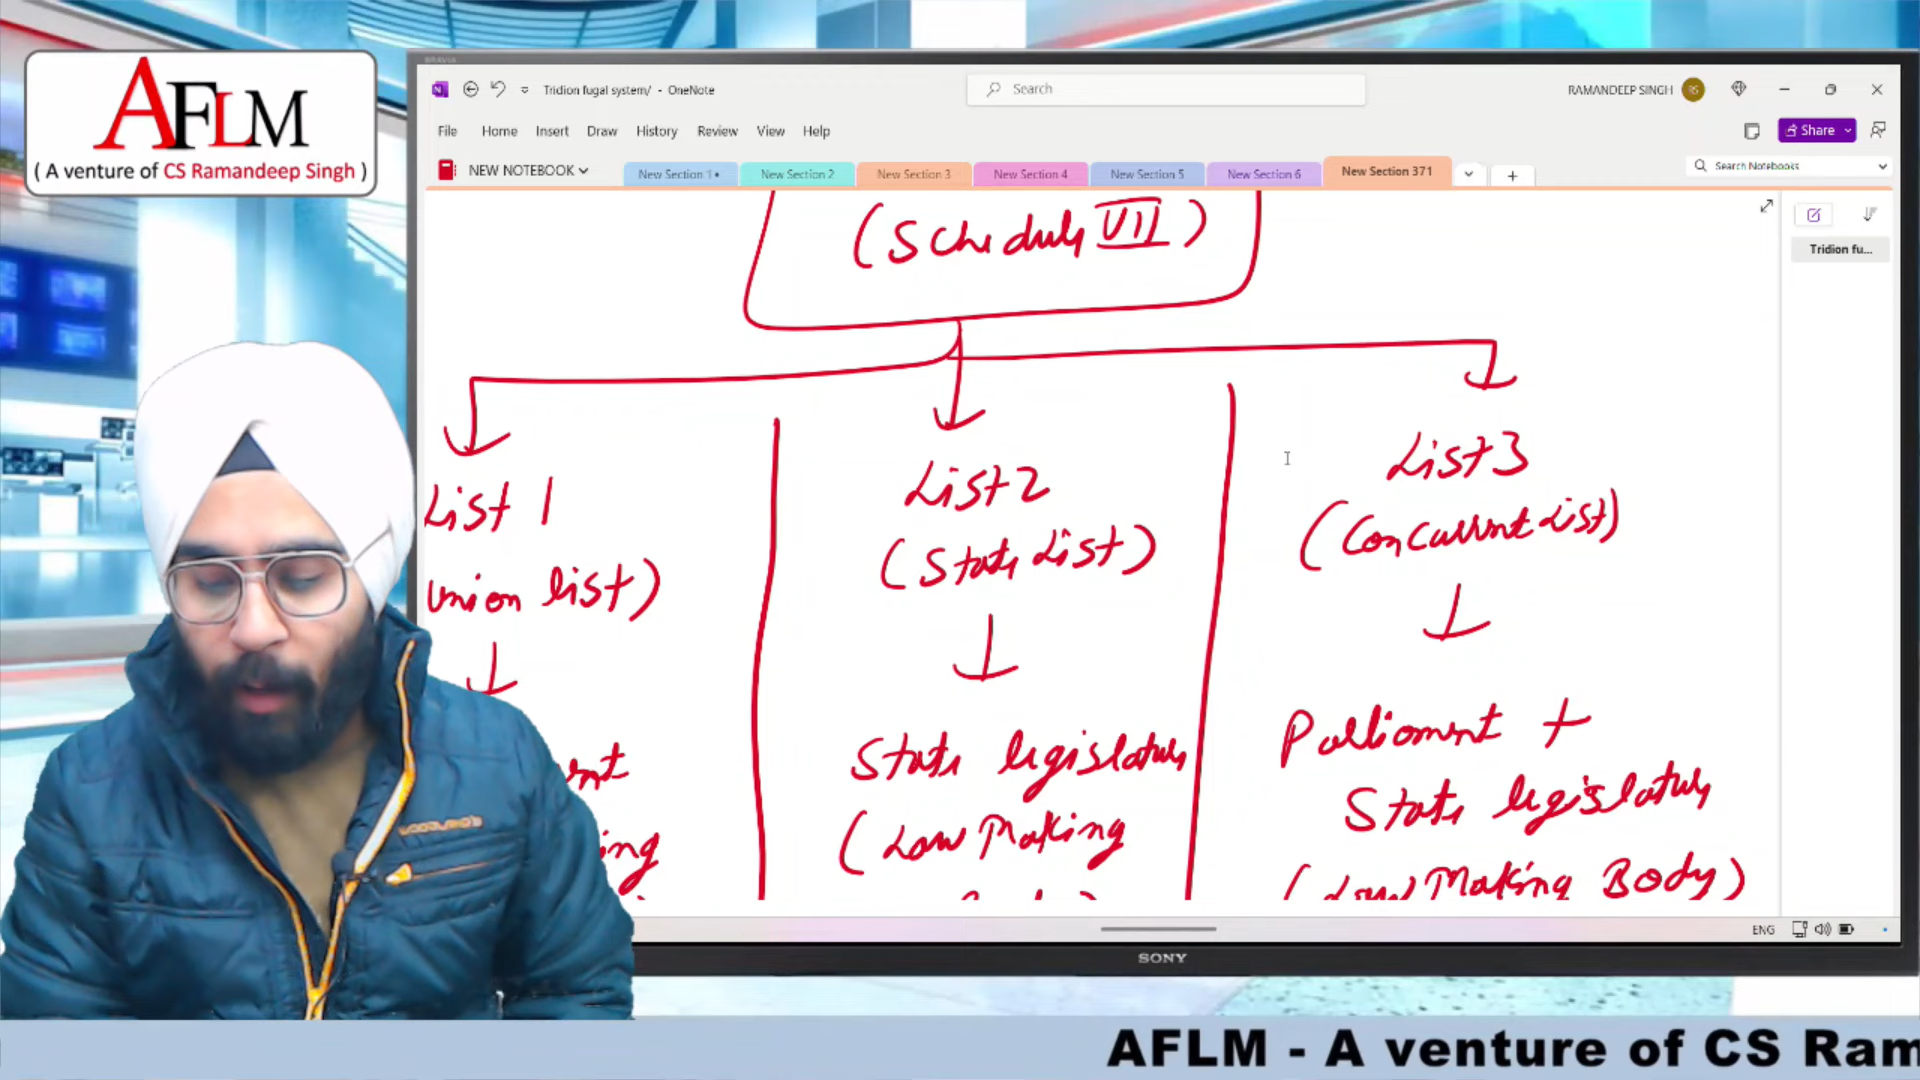 AFLM
( A venture of CS Ramandeep Singh )
BRAVIA
Tridion fugal system/ - OneNote
Search
RAMANDEEP SINGH
RS
File Home Insert Draw History Review View Help
Share
NEW NOTEBOOK
New Section 1
New Section 2
New Section 3
New Section 4
New Section 5
New Section 6
New Section 371
Search Notebooks
Tridion fu...
(Schedule VII)
List 1
union list)
List 2
(State List)
State legislature
(Law Making
List 3
(Concurrent List)
Parliament +
State legislature
(Law Making Body)
ENG
SONY
AFLM - A venture of CS Ram